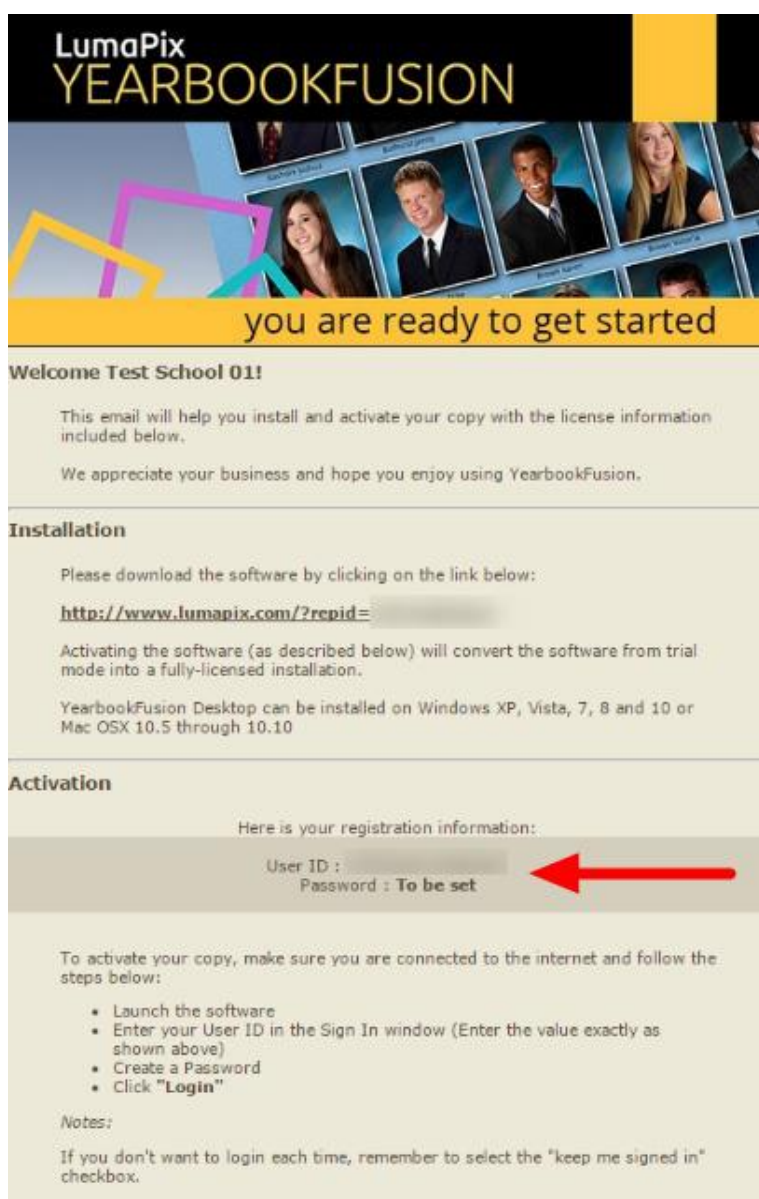 LumaPix
YEARBOOKFUSION
you are ready to get started
Welcome Test School 01!
This email will help you install and activate your copy with the license information
included below.
We appreciate your business and hope you enjoy using YearbookFusion.
Installation
Please download the software by clicking on the link below:
http://www.lumapix.com/?repid=
Activating the software (as described below) will convert the software from trial
mode into a fully-licensed installation.
YearbookFusion Desktop can be installed on Windows XP, Vista, 7, 8 and 10 or
Mac OSX 10.5 through 10.10
Activation
Here is your registration information:
User ID :
Password : To be set
To activate your copy, make sure you are connected to the internet and follow the
steps below:
• Launch the software
• Enter your User ID in the Sign In window (Enter the value exactly as
shown above)
• Create a Password
• Click "Login"
Notes:
If you don't want to login each time, remember to select the "keep me signed in"
checkbox.